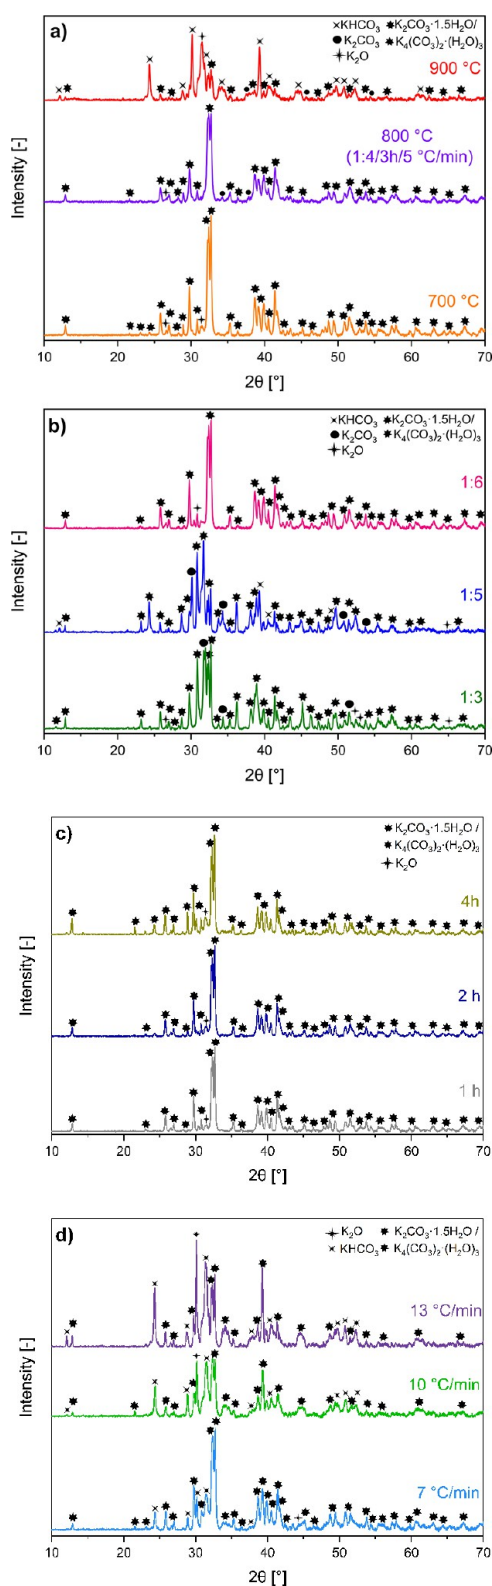 a)
×KHCO₃ ✷K₂CO₃·1.5H₂O/
●K₂CO₃ ✷K₄(CO₃)₂·(H₂O)₃
✦K₂O
900 °C
800 °C
(1:4/3h/5 °C/min)
700 °C
Intensity [-]
10 20 30 40 50 60 70
2θ [°]
b)
×KHCO₃ ✷K₂CO₃·1.5H₂O/
●K₂CO₃ ✷K₄(CO₃)₂·(H₂O)₃
✦K₂O
1:6
1:5
1:3
Intensity [-]
10 20 30 40 50 60 70
2θ [°]
c)
✷K₂CO₃·1.5H₂O /
✷K₄(CO₃)₂·(H₂O)₃
✦K₂O
4h
2 h
1 h
Intensity [-]
10 20 30 40 50 60 70
2θ [°]
d)
✦K₂O ✷K₂CO₃·1.5H₂O /
×KHCO₃ ✷K₄(CO₃)₂·(H₂O)₃
13 °C/min
10 °C/min
7 °C/min
Intensity [-]
10 20 30 40 50 60 70
2θ [°]